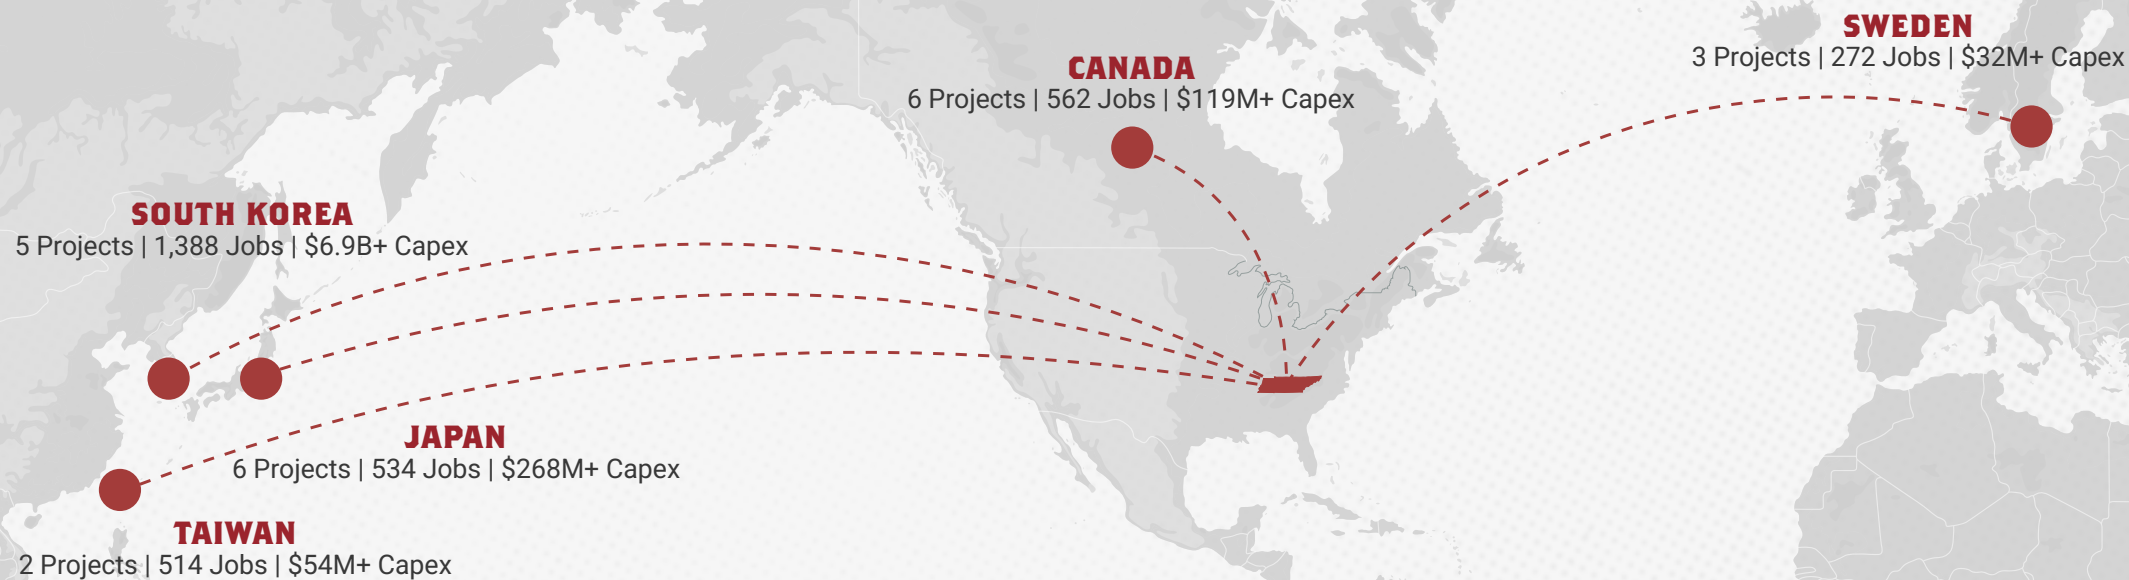 SWEDEN
3 Projects | 272 Jobs | $32M+ Capex
CANADA
6 Projects | 562 Jobs | $119M+ Capex
SOUTH KOREA
5 Projects | 1,388 Jobs | $6.9B+ Capex
JAPAN
6 Projects | 534 Jobs | $268M+ Capex
TAIWAN
2 Projects | 514 Jobs | $54M+ Capex